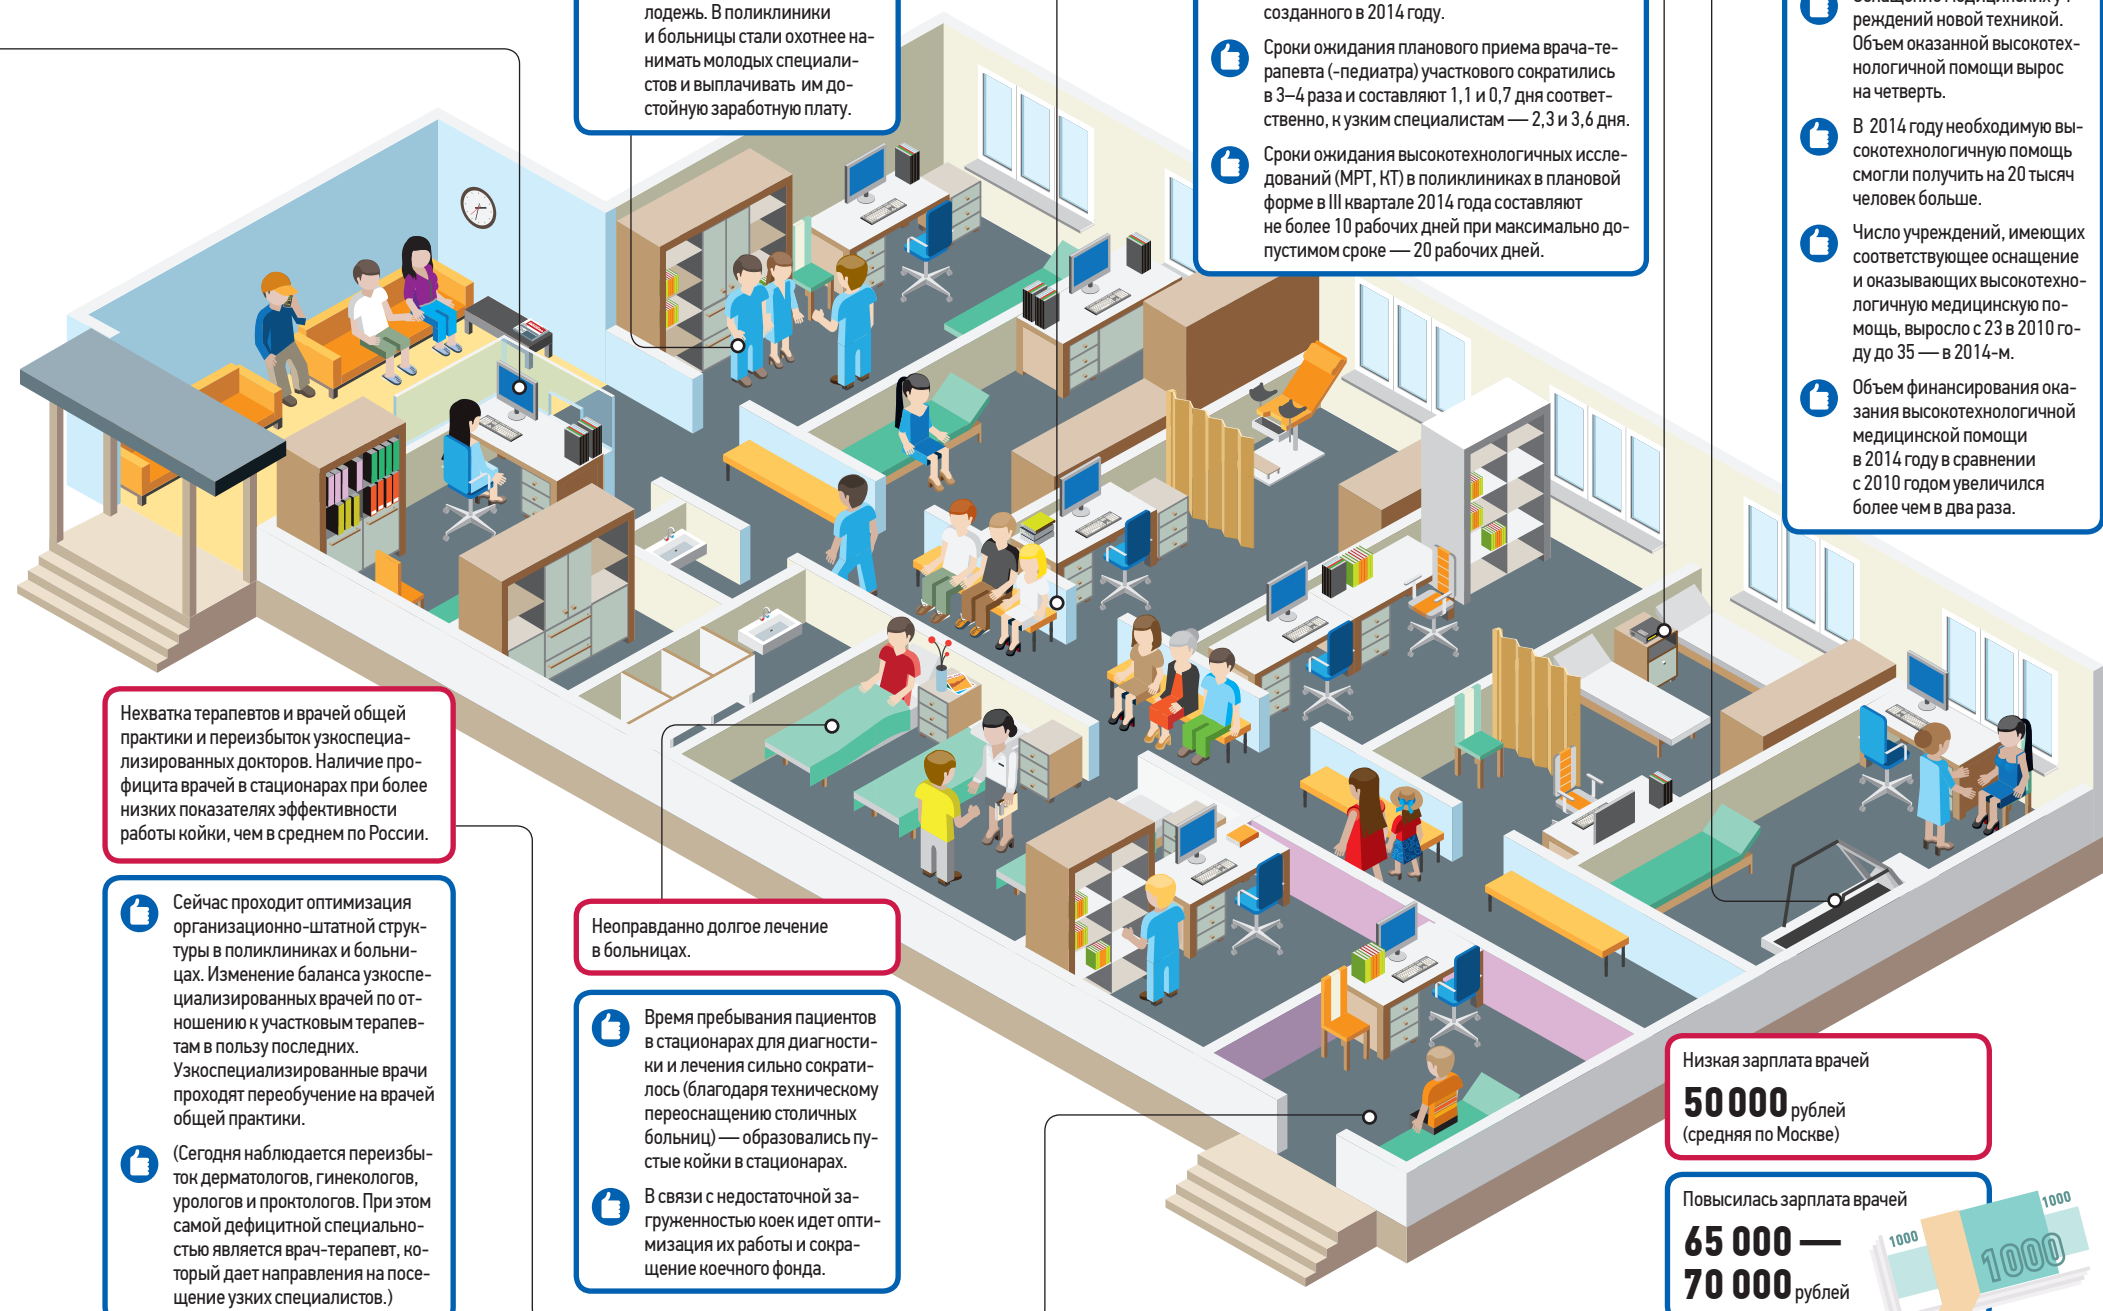 лодежь. В поликлиники
и больницы стали охотнее на-
нимать молодых специали-
стов и выплачивать им до-
стойную заработную плату.
созданного в 2014 году.
Сроки ожидания планового приема врача-те-
рапевта (-педиатра) участкового сократились
в 3–4 раза и составляют 1,1 и 0,7 дня соответ-
ственно, к узким специалистам — 2,3 и 3,6 дня.
Сроки ожидания высокотехнологичных иссле-
дований (МРТ, КТ) в поликлиниках в плановой
форме в III квартале 2014 года составляют
не более 10 рабочих дней при максимально до-
пустимом сроке — 20 рабочих дней.
реждений новой техникой.
Объем оказанной высокотех-
нологичной помощи вырос
на четверть.
В 2014 году необходимую вы-
сокотехнологичную помощь
смогли получить на 20 тысяч
человек больше.
Число учреждений, имеющих
соответствующее оснащение
и оказывающих высокотехно-
логичную медицинскую по-
мощь, выросло с 23 в 2010 го-
ду до 35 — в 2014-м.
Объем финансирования ока-
зания высокотехнологичной
медицинской помощи
в 2014 году в сравнении
с 2010 годом увеличился
более чем в два раза.
Нехватка терапевтов и врачей общей
практики и переизбыток узкоспециа-
лизированных докторов. Наличие про-
фицита врачей в стационарах при более
низких показателях эффективности
работы койки, чем в среднем по России.
Сейчас проходит оптимизация
организационно-штатной струк-
туры в поликлиниках и больни-
цах. Изменение баланса узкоспе-
циализированных врачей по от-
ношению к участковым терапев-
там в пользу последних.
Узкоспециализированные врачи
проходят переобучение на врачей
общей практики.
(Сегодня наблюдается переизбы-
ток дерматологов, гинекологов,
урологов и проктологов. При этом
самой дефицитной специально-
стью является врач-терапевт, ко-
торый дает направления на посе-
щение узких специалистов.)
Неоправданно долгое лечение
в больницах.
Время пребывания пациентов
в стационарах для диагности-
ки и лечения сильно сократи-
лось (благодаря техническому
переоснащению столичных
больниц) — образовались пу-
стые койки в стационарах.
В связи с недостаточной за-
груженностью коек идет опти-
мизация их работы и сокра-
щение коечного фонда.
Низкая зарплата врачей
50 000 рублей
(средняя по Москве)
Повысилась зарплата врачей
65 000 —
70 000 рублей
1000
1000
1000